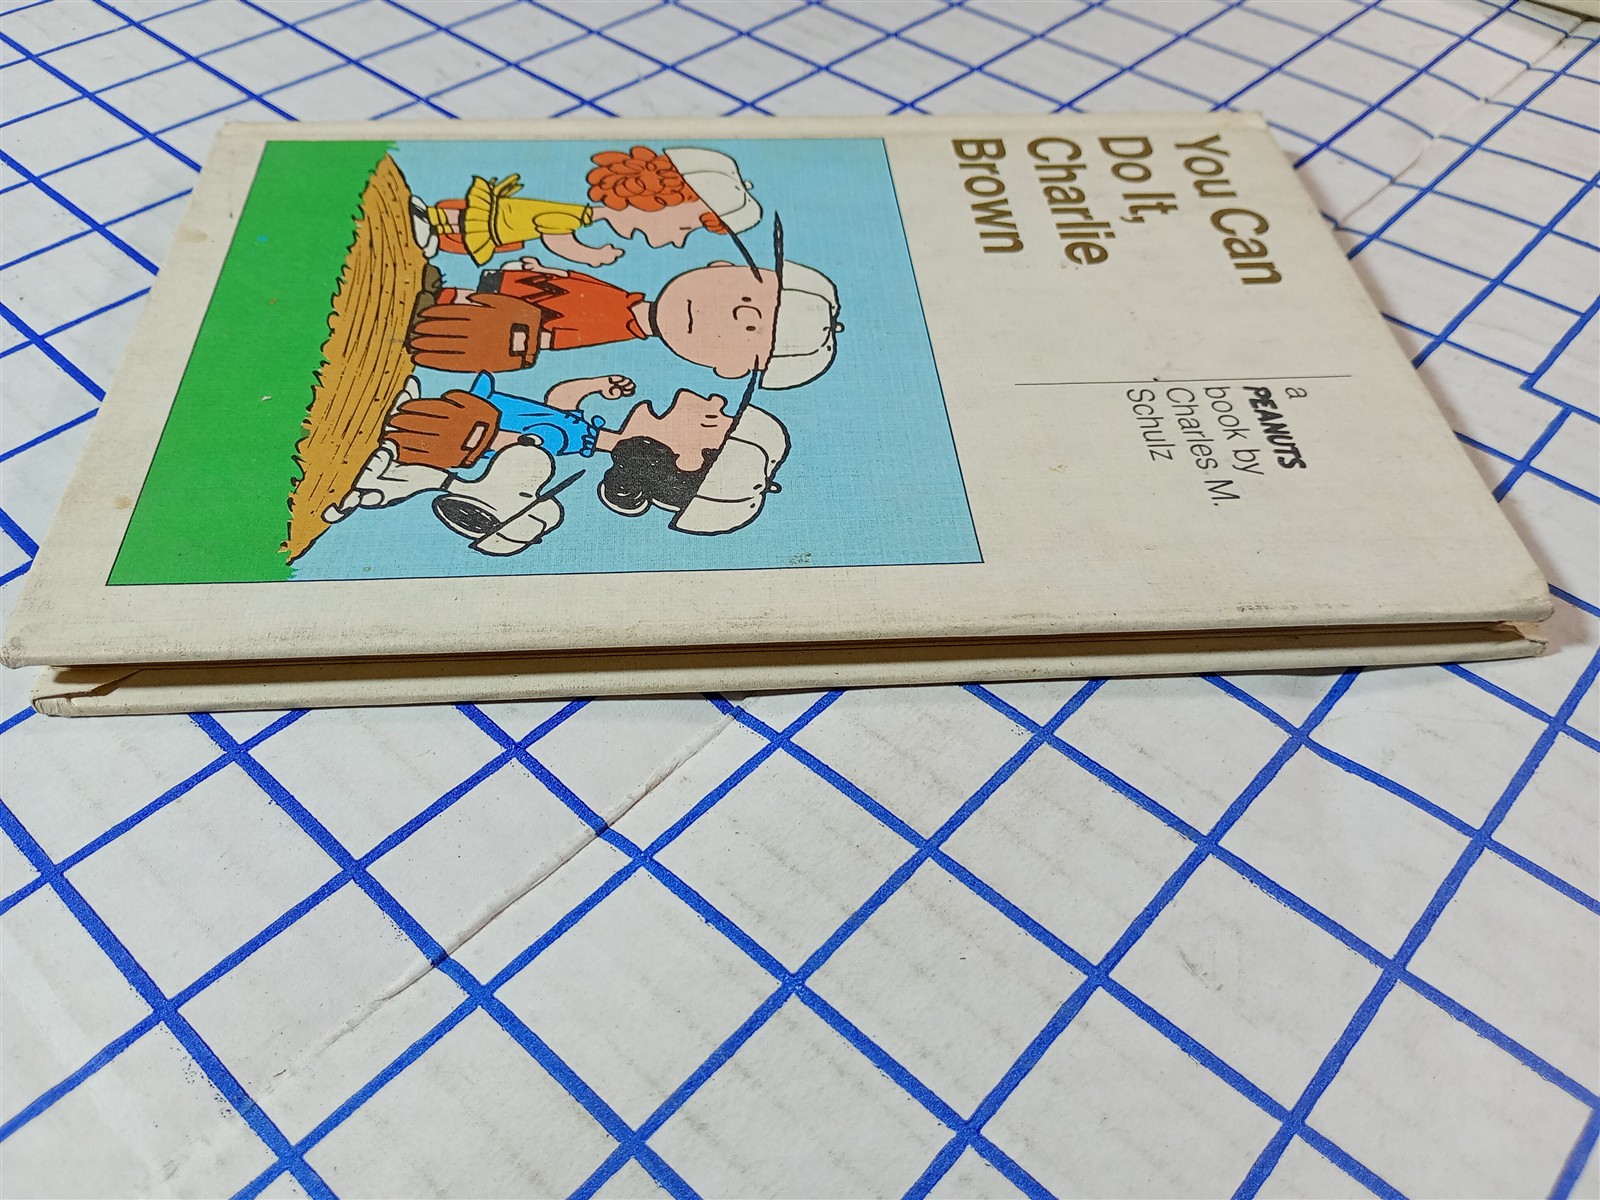 You Can
Do It,
Charlie
Brown
a
PEANUTS
book by
Charles M.
Schulz